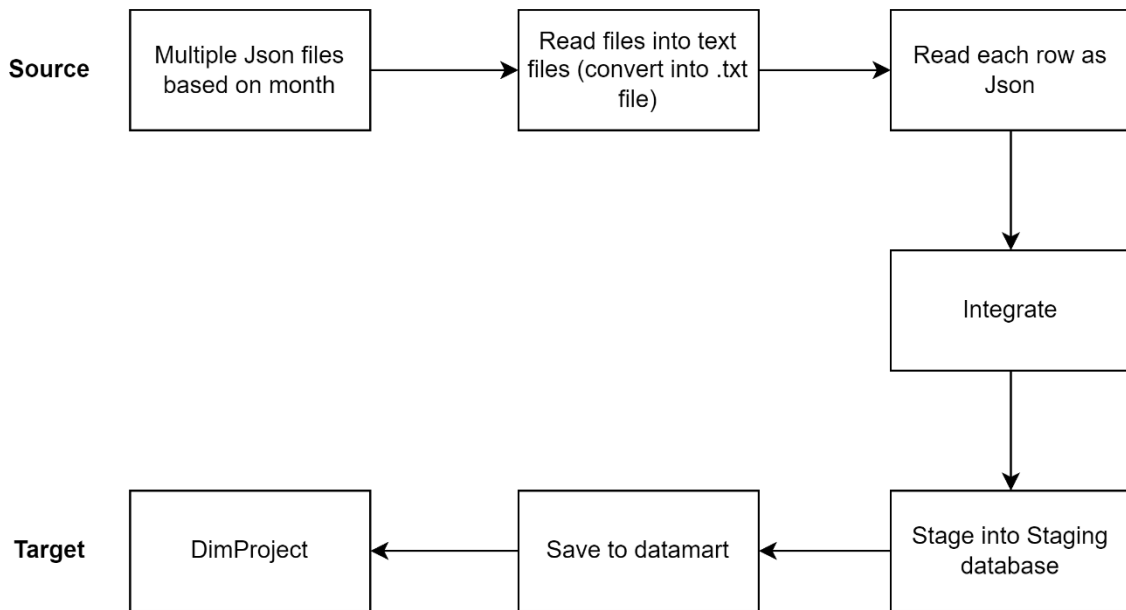 Source
Multiple Json files
based on month
Read files into text
files (convert into .txt
file)
Read each row as
Json
Integrate
Target
DimProject
Save to datamart
Stage into Staging
database